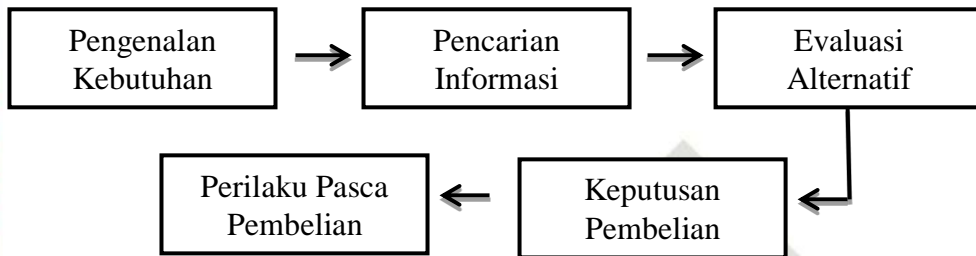 Pengenalan
Kebutuhan
Pencarian
Informasi
Evaluasi
Alternatif
Keputusan
Pembelian
Perilaku Pasca
Pembelian